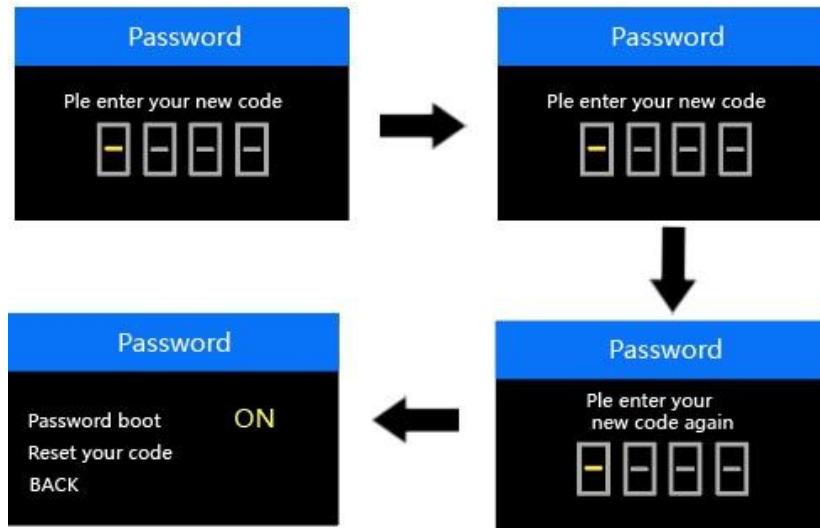 Password
Ple enter your new code
Password
Ple enter your new code
Password
Ple enter your
new code again
Password
Password boot ON
Reset your code
BACK